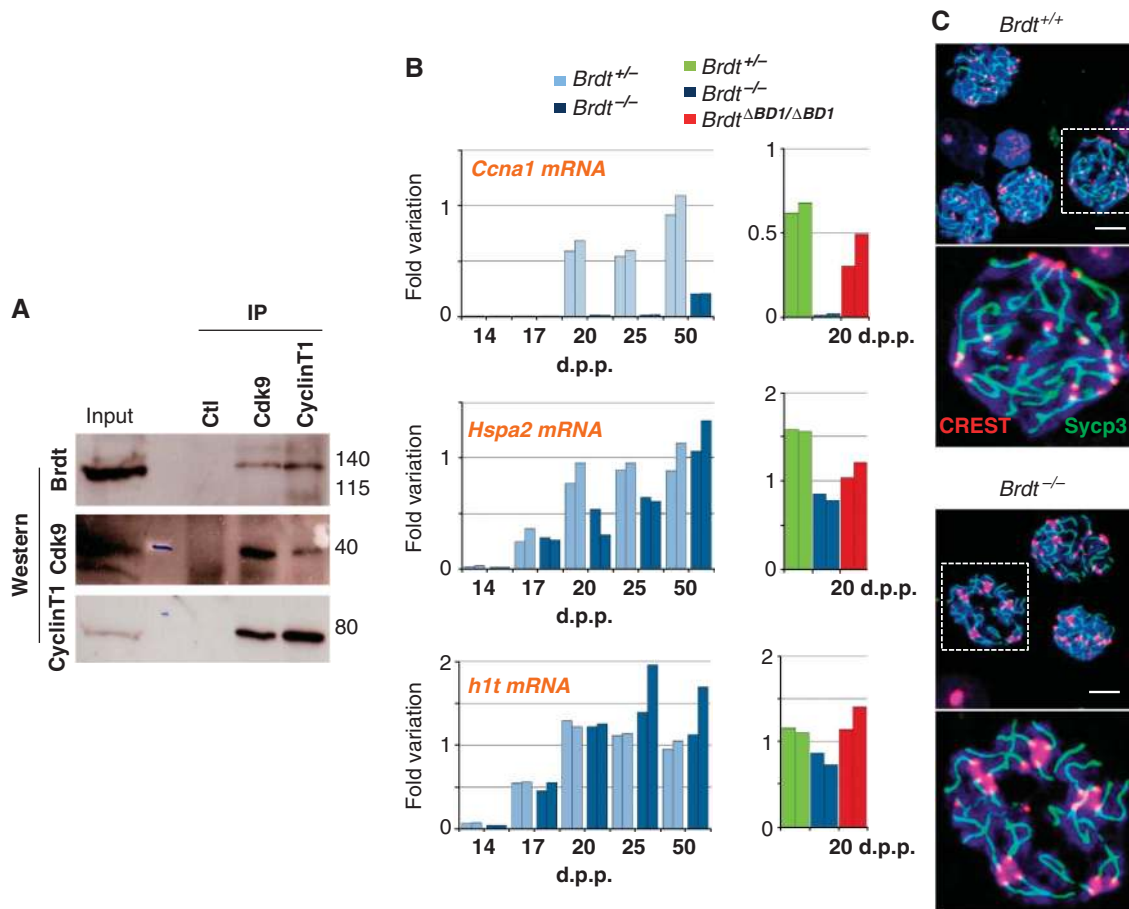 A
IP
Input
Ctl
Cdk9
CyclinT1
Western
Brdt
Cdk9
CyclinT1
140
115
40
80
B
Brdt+/–
Brdt–/–
Brdt+/–
Brdt–/–
BrdtΔBD1/ΔBD1
Ccna1 mRNA
Fold variation
1
0
14 17 20 25 50
d.p.p.
1
0.5
0
20 d.p.p.
Hspa2 mRNA
Fold variation
1
0
14 17 20 25 50
d.p.p.
2
1
0
20 d.p.p.
h1t mRNA
Fold variation
2
1
0
14 17 20 25 50
d.p.p.
2
1
0
20 d.p.p.
C
Brdt+/+
CREST Sycp3
Brdt–/–